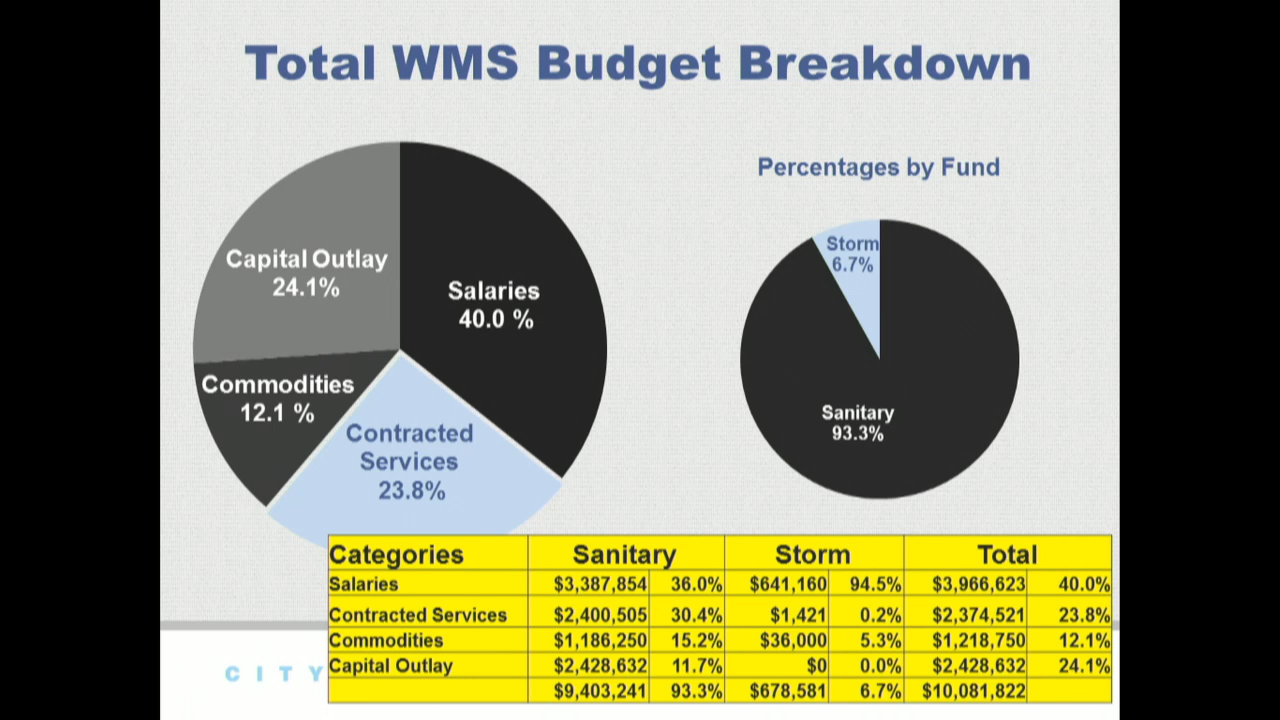 Total WMS Budget Breakdown
Percentages by Fund
Capital Outlay
24.1%
Salaries
40.0 %
Commodities
12.1 %
Contracted
Services
23.8%
Storm
6.7%
Sanitary
93.3%
Categories Sanitary Storm Total
Salaries $3,387,854 36.0% $641,160 94.5% $3,966,623 40.0%
Contracted Services $2,400,505 30.4% $1,421 0.2% $2,374,521 23.8%
Commodities $1,186,250 15.2% $36,000 5.3% $1,218,750 12.1%
Capital Outlay $2,428,632 11.7% $0 0.0% $2,428,632 24.1%
$9,403,241 93.3% $678,581 6.7% $10,081,822
CITY